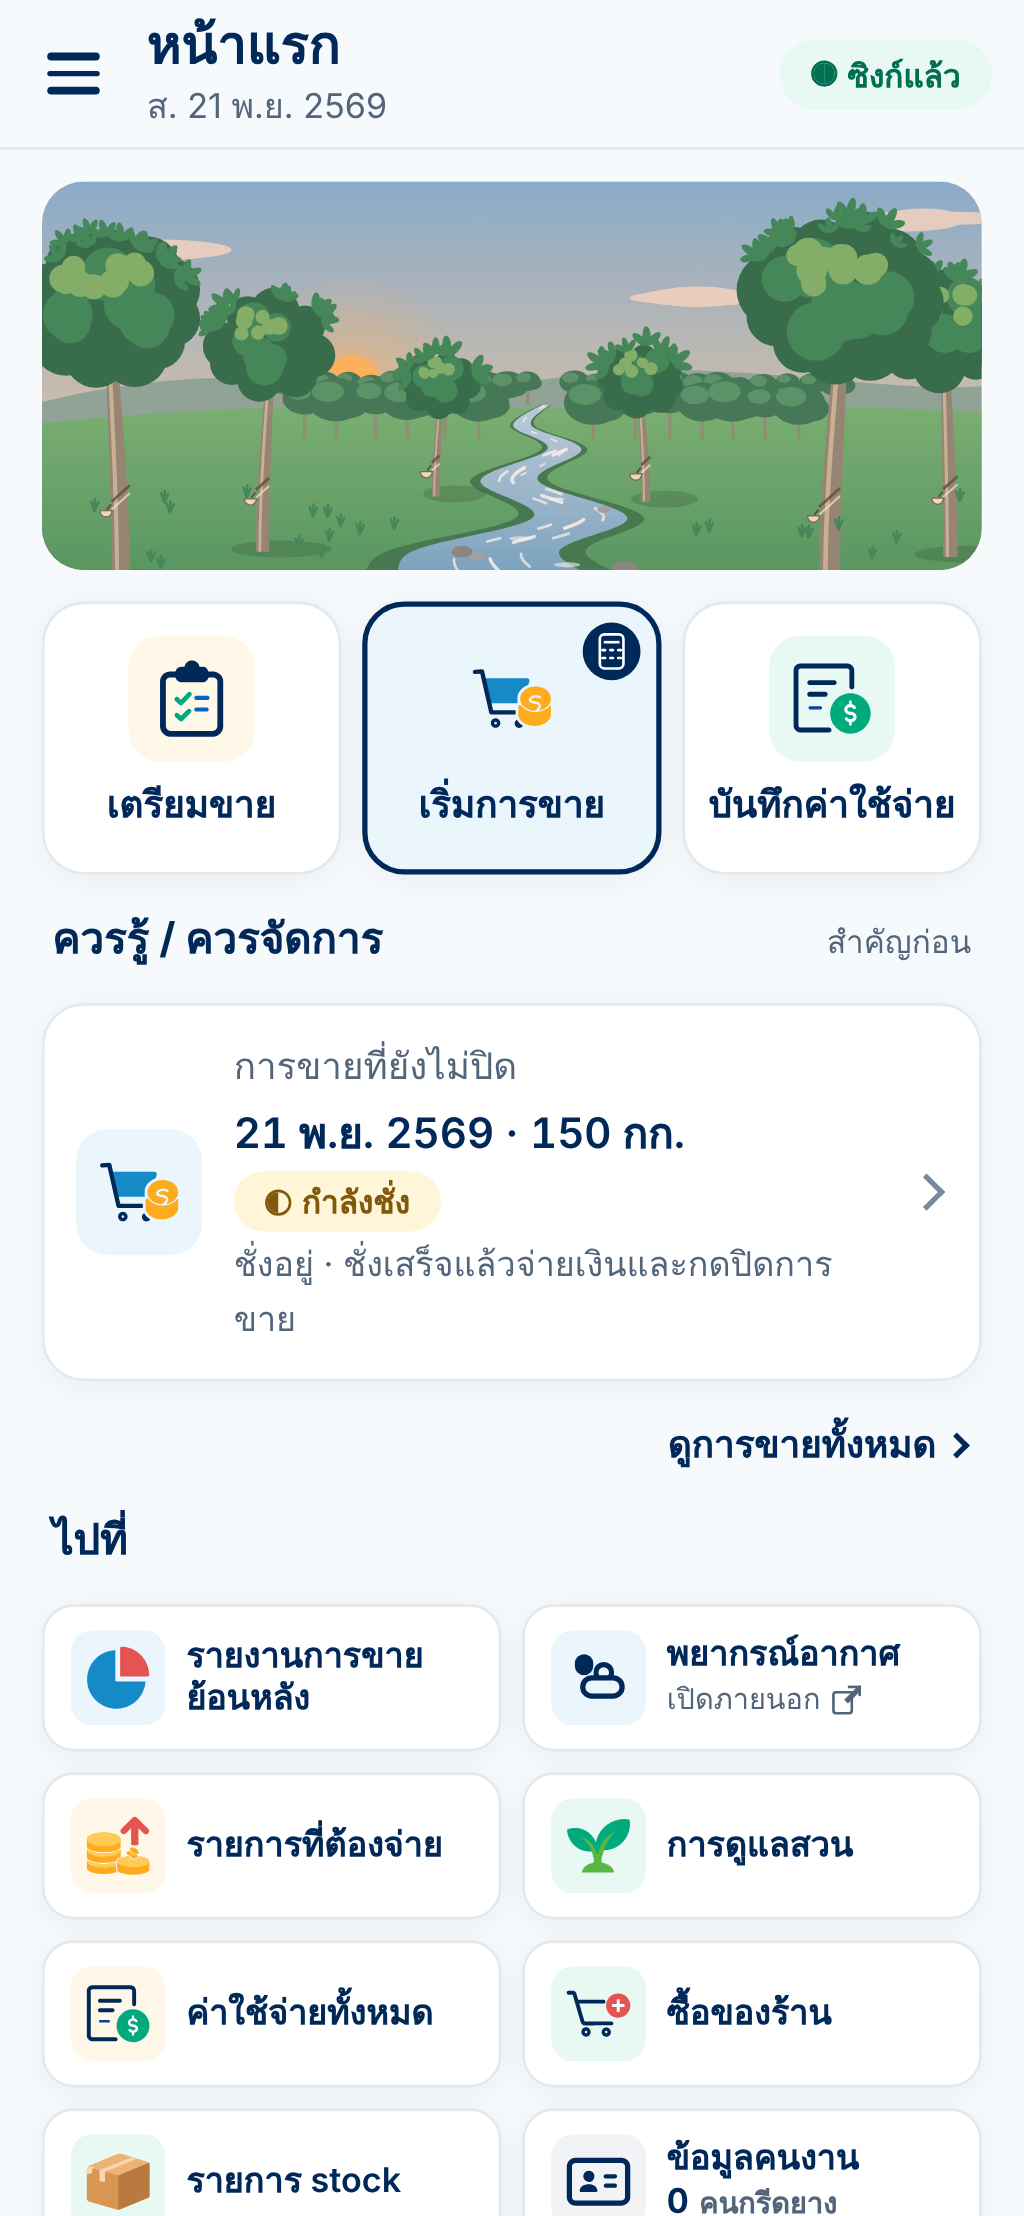 หน้าแรก
ส. 21 พ.ย. 2569
ซิงก์แล้ว
เตรียมขาย
เริ่มการขาย
บันทึกค่าใช้จ่าย
ควรรู้ / ควรจัดการ
สำคัญก่อน
การขายที่ยังไม่ปิด
21 พ.ย. 2569 · 150 กก.
กำลังชั่ง
ชั่งอยู่ · ชั่งเสร็จแล้วจ่ายเงินและกดปิดการ
ขาย
ดูการขายทั้งหมด
ไปที่
รายงานการขาย
ย้อนหลัง
พยากรณ์อากาศ
เปิดภายนอก
รายการที่ต้องจ่าย
การดูแลสวน
ค่าใช้จ่ายทั้งหมด
ซื้อของร้าน
รายการ stock
ข้อมูลคนงาน
0 คนกรีดยาง